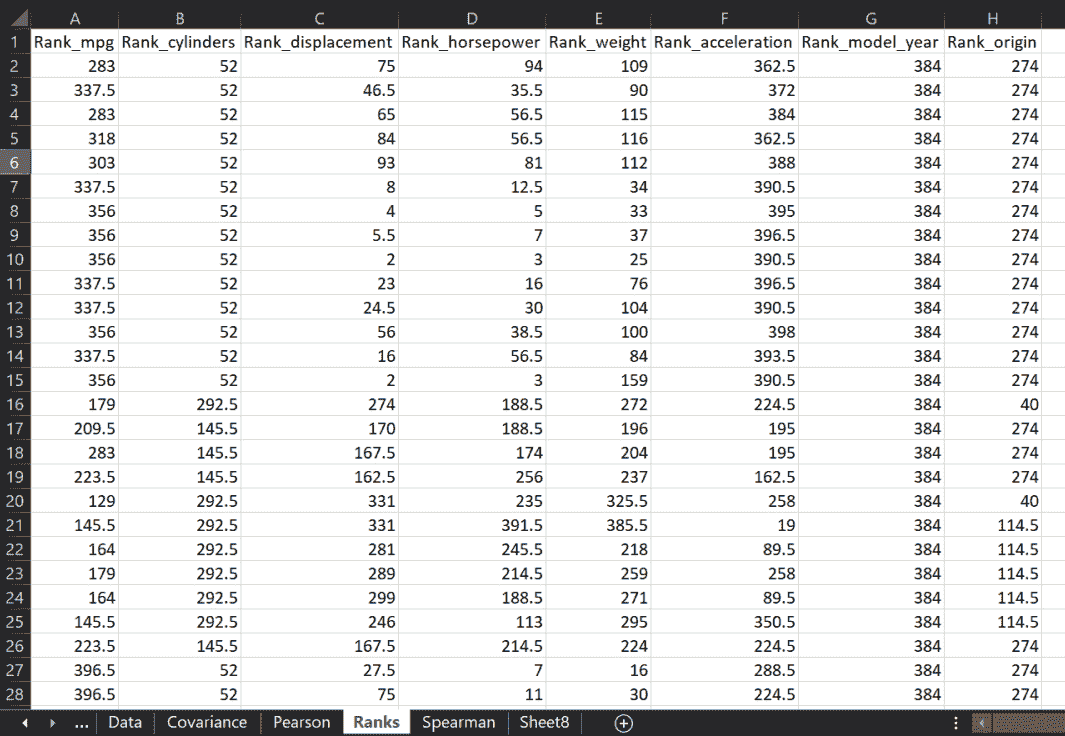 A B C D E F G H
1 Rank_mpg Rank_cylinders Rank_displacement Rank_horsepower Rank_weight Rank_acceleration Rank_model_year Rank_origin
2 283 52 75 94 109 362.5 384 274
3 337.5 52 46.5 35.5 90 372 384 274
4 283 52 65 56.5 115 384 384 274
5 318 52 84 56.5 116 362.5 384 274
6 303 52 93 81 112 388 384 274
7 337.5 52 8 12.5 34 390.5 384 274
8 356 52 4 5 33 395 384 274
9 356 52 5.5 7 37 396.5 384 274
10 356 52 2 3 25 390.5 384 274
11 337.5 52 23 16 76 396.5 384 274
12 337.5 52 24.5 30 104 390.5 384 274
13 356 52 56 38.5 100 398 384 274
14 337.5 52 16 56.5 84 393.5 384 274
15 356 52 2 3 159 390.5 384 274
16 179 292.5 274 188.5 272 224.5 384 40
17 209.5 145.5 170 188.5 196 195 384 274
18 283 145.5 167.5 174 204 195 384 274
19 223.5 145.5 162.5 256 237 162.5 384 274
20 129 292.5 331 235 325.5 258 384 40
21 145.5 292.5 331 391.5 385.5 19 384 114.5
22 164 292.5 281 245.5 218 89.5 384 114.5
23 179 292.5 289 214.5 259 258 384 114.5
24 164 292.5 299 188.5 271 89.5 384 114.5
25 145.5 292.5 246 113 295 350.5 384 114.5
26 223.5 145.5 167.5 214.5 224 224.5 384 274
27 396.5 52 27.5 7 16 288.5 384 274
28 396.5 52 75 11 30 224.5 384 274
... Data Covariance Pearson Ranks Spearman Sheet8